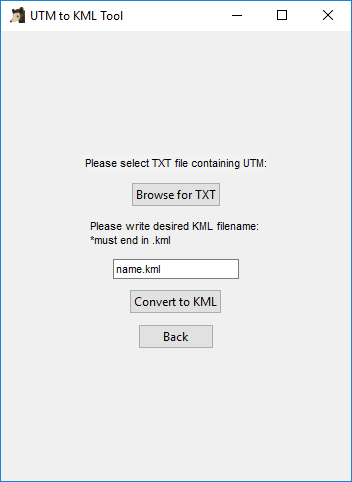 UTM to KML Tool
Please select TXT file containing UTM:
Browse for TXT
Please write desired KML filename:
*must end in .kml
name.kml
Convert to KML
Back